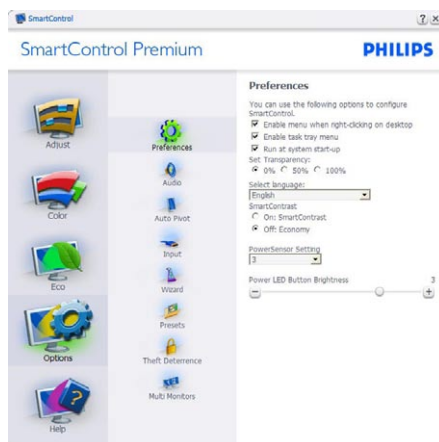 SmartControl
SmartControl Premium
PHILIPS
Adjust
Color
Eco
Options
Help
Preferences
Audio
Auto Pivot
Input
Wizard
Presets
Theft Deterrence
Multi Monitors
Preferences
You can use the following options to configure
SmartControl.
Enable menu when right-clicking on desktop
Enable task tray menu
Run at system start-up
Set Transparency:
0% 50% 100%
Select language:
English
SmartContrast
On: SmartContrast
Off: Economy
PowerSensor Setting
3
Power LED Button Brightness 3